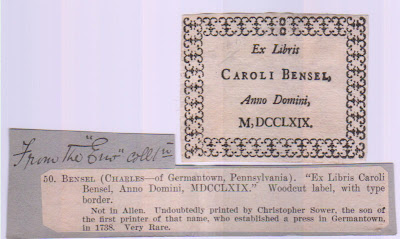 Ex Libris
CAROLI BENSEL,
Anno Domini,
M,DCCLXIX.
From the "Eno" collⁿ
50. BENSEL (CHARLES—of Germantown, Pennsylvania). "Ex Libris Caroli
Bensel, Anno Domini, MDCCLXIX." Woodcut label, with type
border.
Not in Allen. Undoubtedly printed by Christopher Sower, the son of
the first printer of that name, who established a press in Germantown,
in 1738. Very Rare.